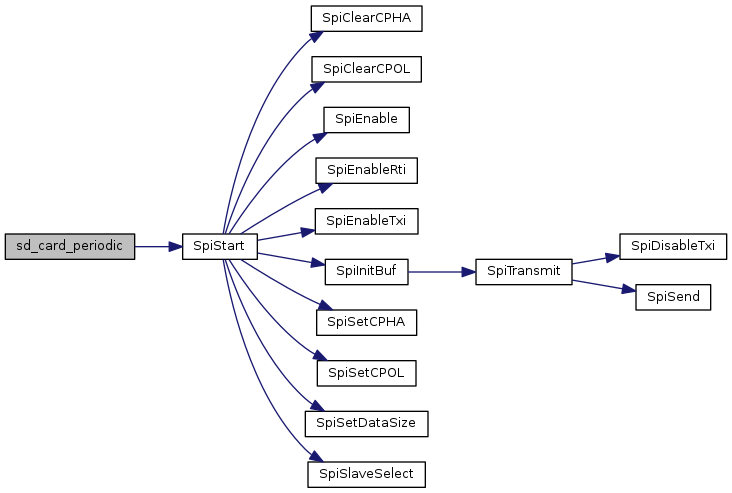 sd_card_periodic
SpiStart
SpiClearCPHA
SpiClearCPOL
SpiEnable
SpiEnableRti
SpiEnableTxi
SpiInitBuf
SpiSetCPHA
SpiSetCPOL
SpiSetDataSize
SpiSlaveSelect
SpiTransmit
SpiDisableTxi
SpiSend